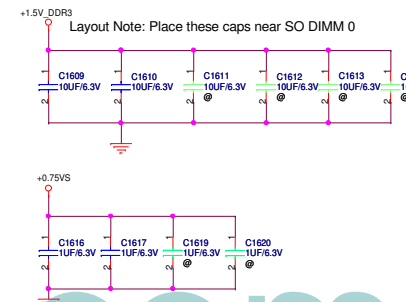 +1.5V_DDR3
Layout Note: Place these caps near SO DIMM 0
1 1 1 1 1 1
C1609 C1610 C1611 C1612 C1613 C
10UF/6.3V 10UF/6.3V 10UF/6.3V 10UF/6.3V 10UF/6.3V
@ @ @ @
2 2 2 2 2 2
+0.75VS
1 1 1 1
C1616 C1617 C1619 C1620
1UF/6.3V 1UF/6.3V 1UF/6.3V 1UF/6.3V
@ @
2 2 2 2